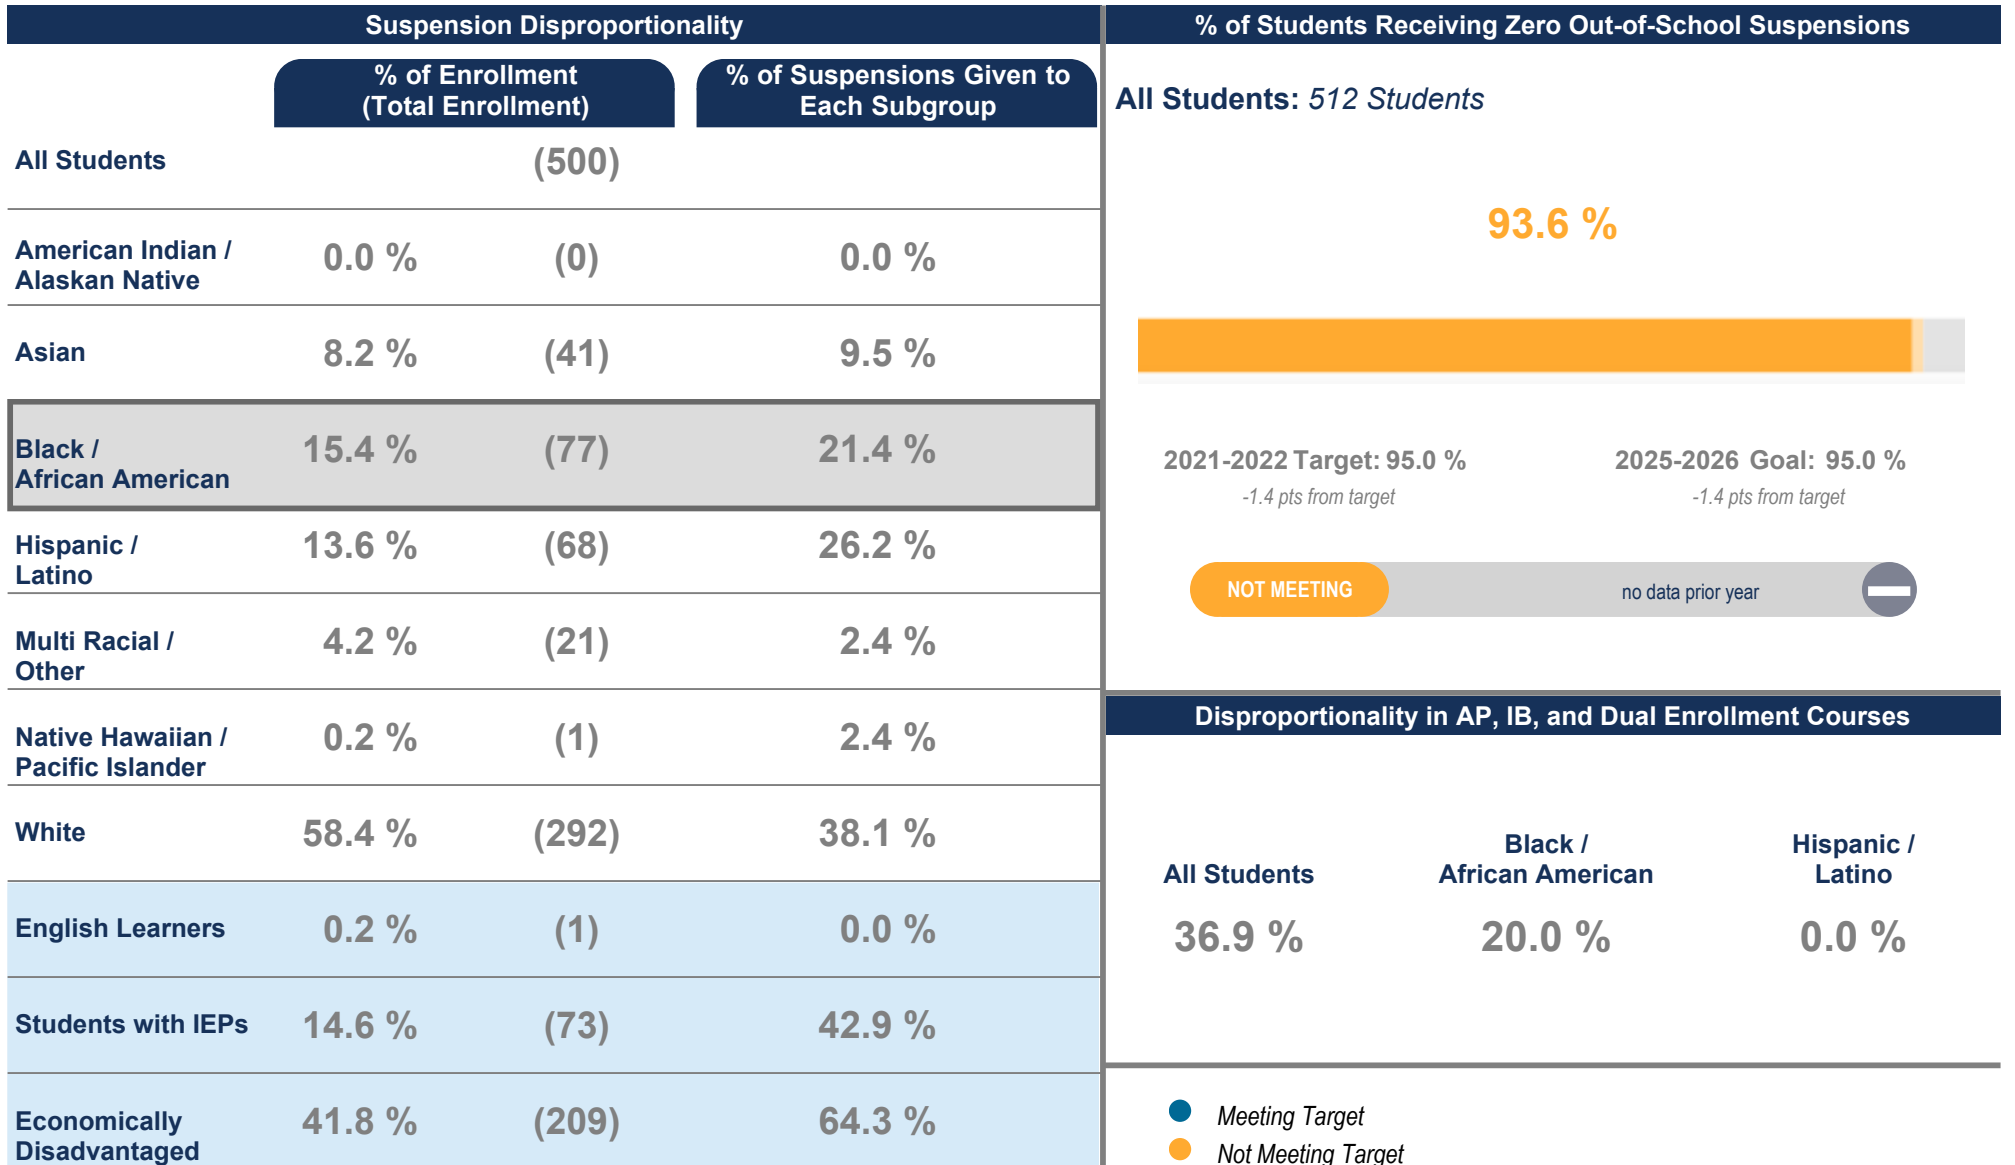 Suspension Disproportionality
% of Enrollment
(Total Enrollment)
% of Suspensions Given to
Each Subgroup
All Students (500)
American Indian /
Alaskan Native
0.0 % (0) 0.0 %
Asian 8.2 % (41) 9.5 %
Black /
African American
15.4 % (77) 21.4 %
Hispanic /
Latino
13.6 % (68) 26.2 %
Multi Racial /
Other
4.2 % (21) 2.4 %
Native Hawaiian /
Pacific Islander
0.2 % (1) 2.4 %
White 58.4 % (292) 38.1 %
English Learners 0.2 % (1) 0.0 %
Students with IEPs 14.6 % (73) 42.9 %
Economically
Disadvantaged
41.8 % (209) 64.3 %
% of Students Receiving Zero Out-of-School Suspensions
All Students: 512 Students
93.6 %
2021-2022 Target: 95.0 %
-1.4 pts from target
2025-2026 Goal: 95.0 %
-1.4 pts from target
NOT MEETING
no data prior year
Disproportionality in AP, IB, and Dual Enrollment Courses
All Students
36.9 %
Black /
African American
20.0 %
Hispanic /
Latino
0.0 %
Meeting Target
Not Meeting Target